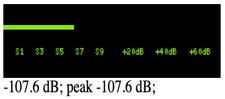 S1 S3 S5 S7 S9 +20dB +40dB +60dB
-107.6 dB; peak -107.6 dB;